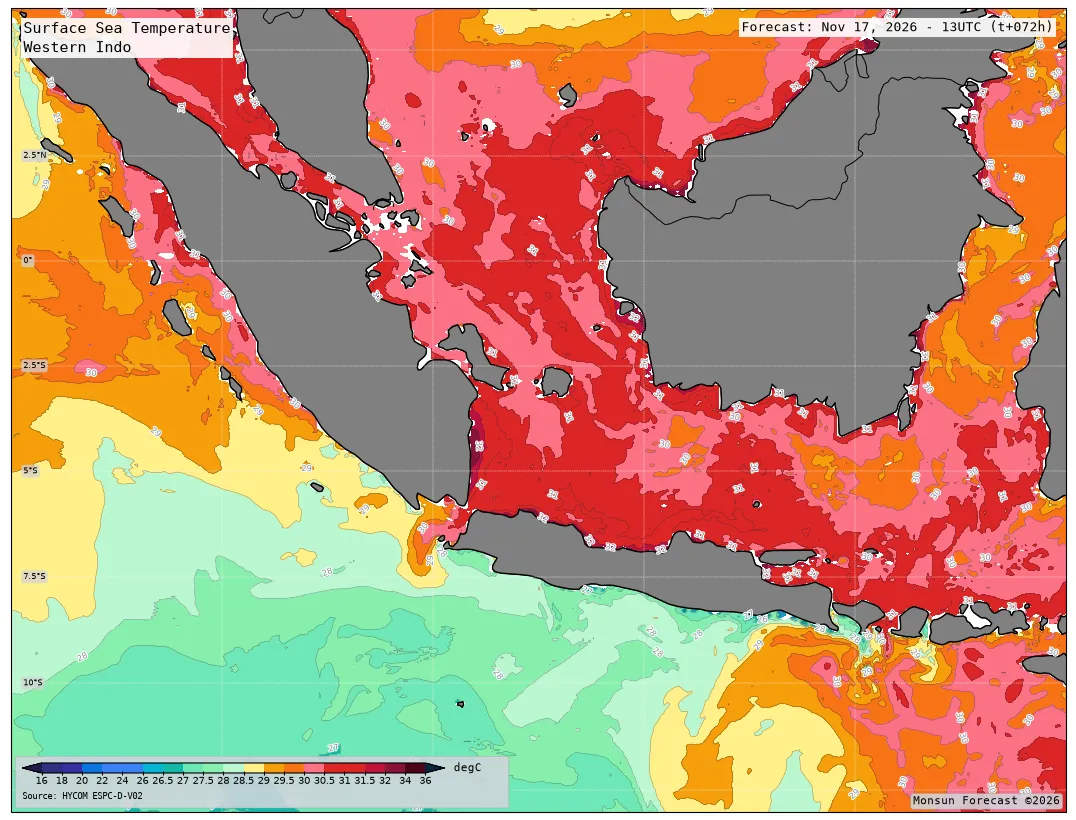 Surface Sea Temperature
Western Indo
Forecast: Nov 17, 2026 - 13UTC (t+072h)
2.5°N
0°
2.5°S
5°S
7.5°S
10°S
16 18 20 22 24 26 26.5 27 27.5 28 28.5 29 29.5 30 30.5 31 31.5 32 34 36 degC
Source: HYCOM ESPC-D-V02
Monsun Forecast ©2026